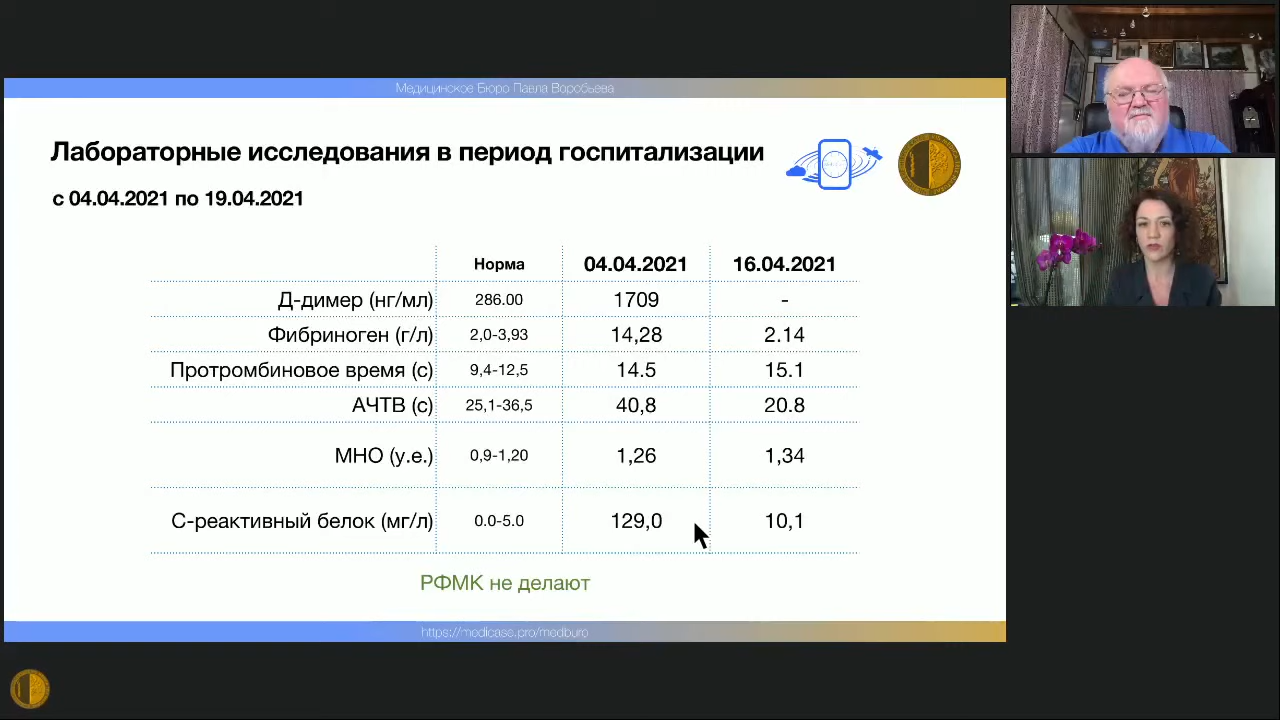 Медицинское Бюро Павла Воробьева
Лабораторные исследования в период госпитализации
с 04.04.2021 по 19.04.2021
Норма 04.04.2021 16.04.2021
Д-димер (нг/мл) 286.00 1709 -
Фибриноген (г/л) 2,0-3,93 14,28 2.14
Протромбиновое время (с) 9,4-12,5 14.5 15.1
АЧТВ (с) 25,1-36,5 40,8 20.8
МНО (у.е.) 0,9-1,20 1,26 1,34
С-реактивный белок (мг/л) 0.0-5.0 129,0 10,1
РФМК не делают
https://medicase.pro/medburo